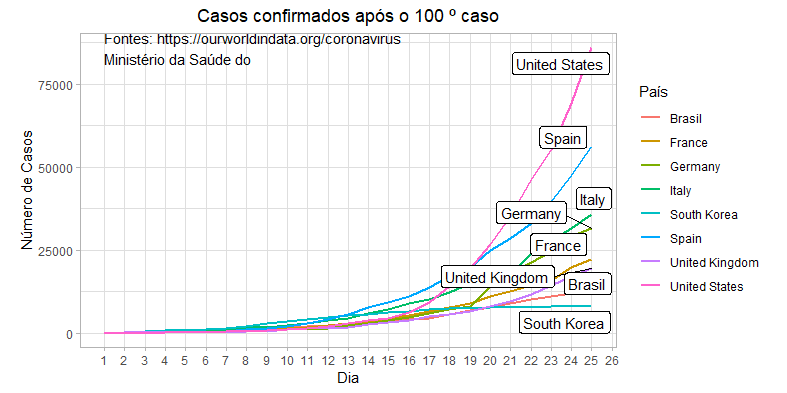 Casos confirmados após o 100 º caso
Fontes: https://ourworldindata.org/coronavirus
Ministério da Saúde do
Número de Casos
75000
50000
25000
0
United States
Spain
Italy
Germany
France
United Kingdom
Brasil
South Korea
1 2 3 4 5 6 7 8 9 10 11 12 13 14 15 16 17 18 19 20 21 22 23 24 25 26
Dia
País
Brasil
France
Germany
Italy
South Korea
Spain
United Kingdom
United States